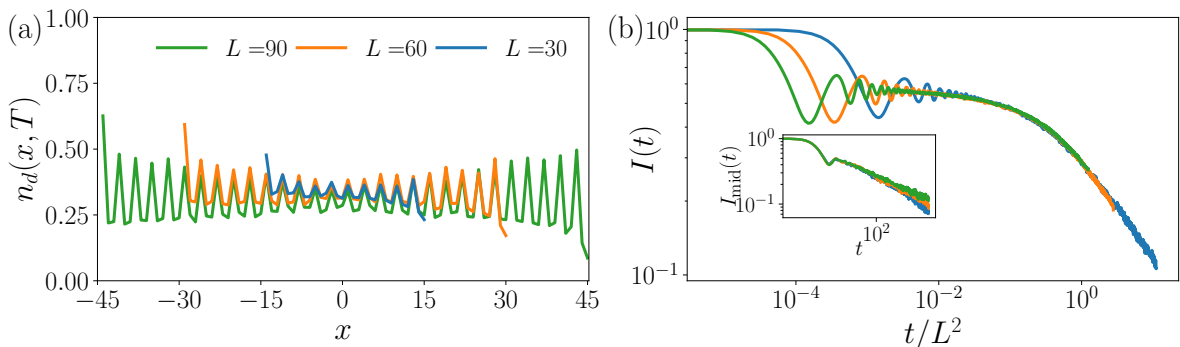 (a)
1.00
0.75
0.50
0.25
0.00
n_d(x, T)
L =90
L =60
L =30
−45 −30 −15 0 15 30 45
x
(b)
10^0
10^{-1}
I(t)
10^0
10^{-1}
I_mid(t)
10^2
t
10^{-4} 10^{-2} 10^0
t/L^2